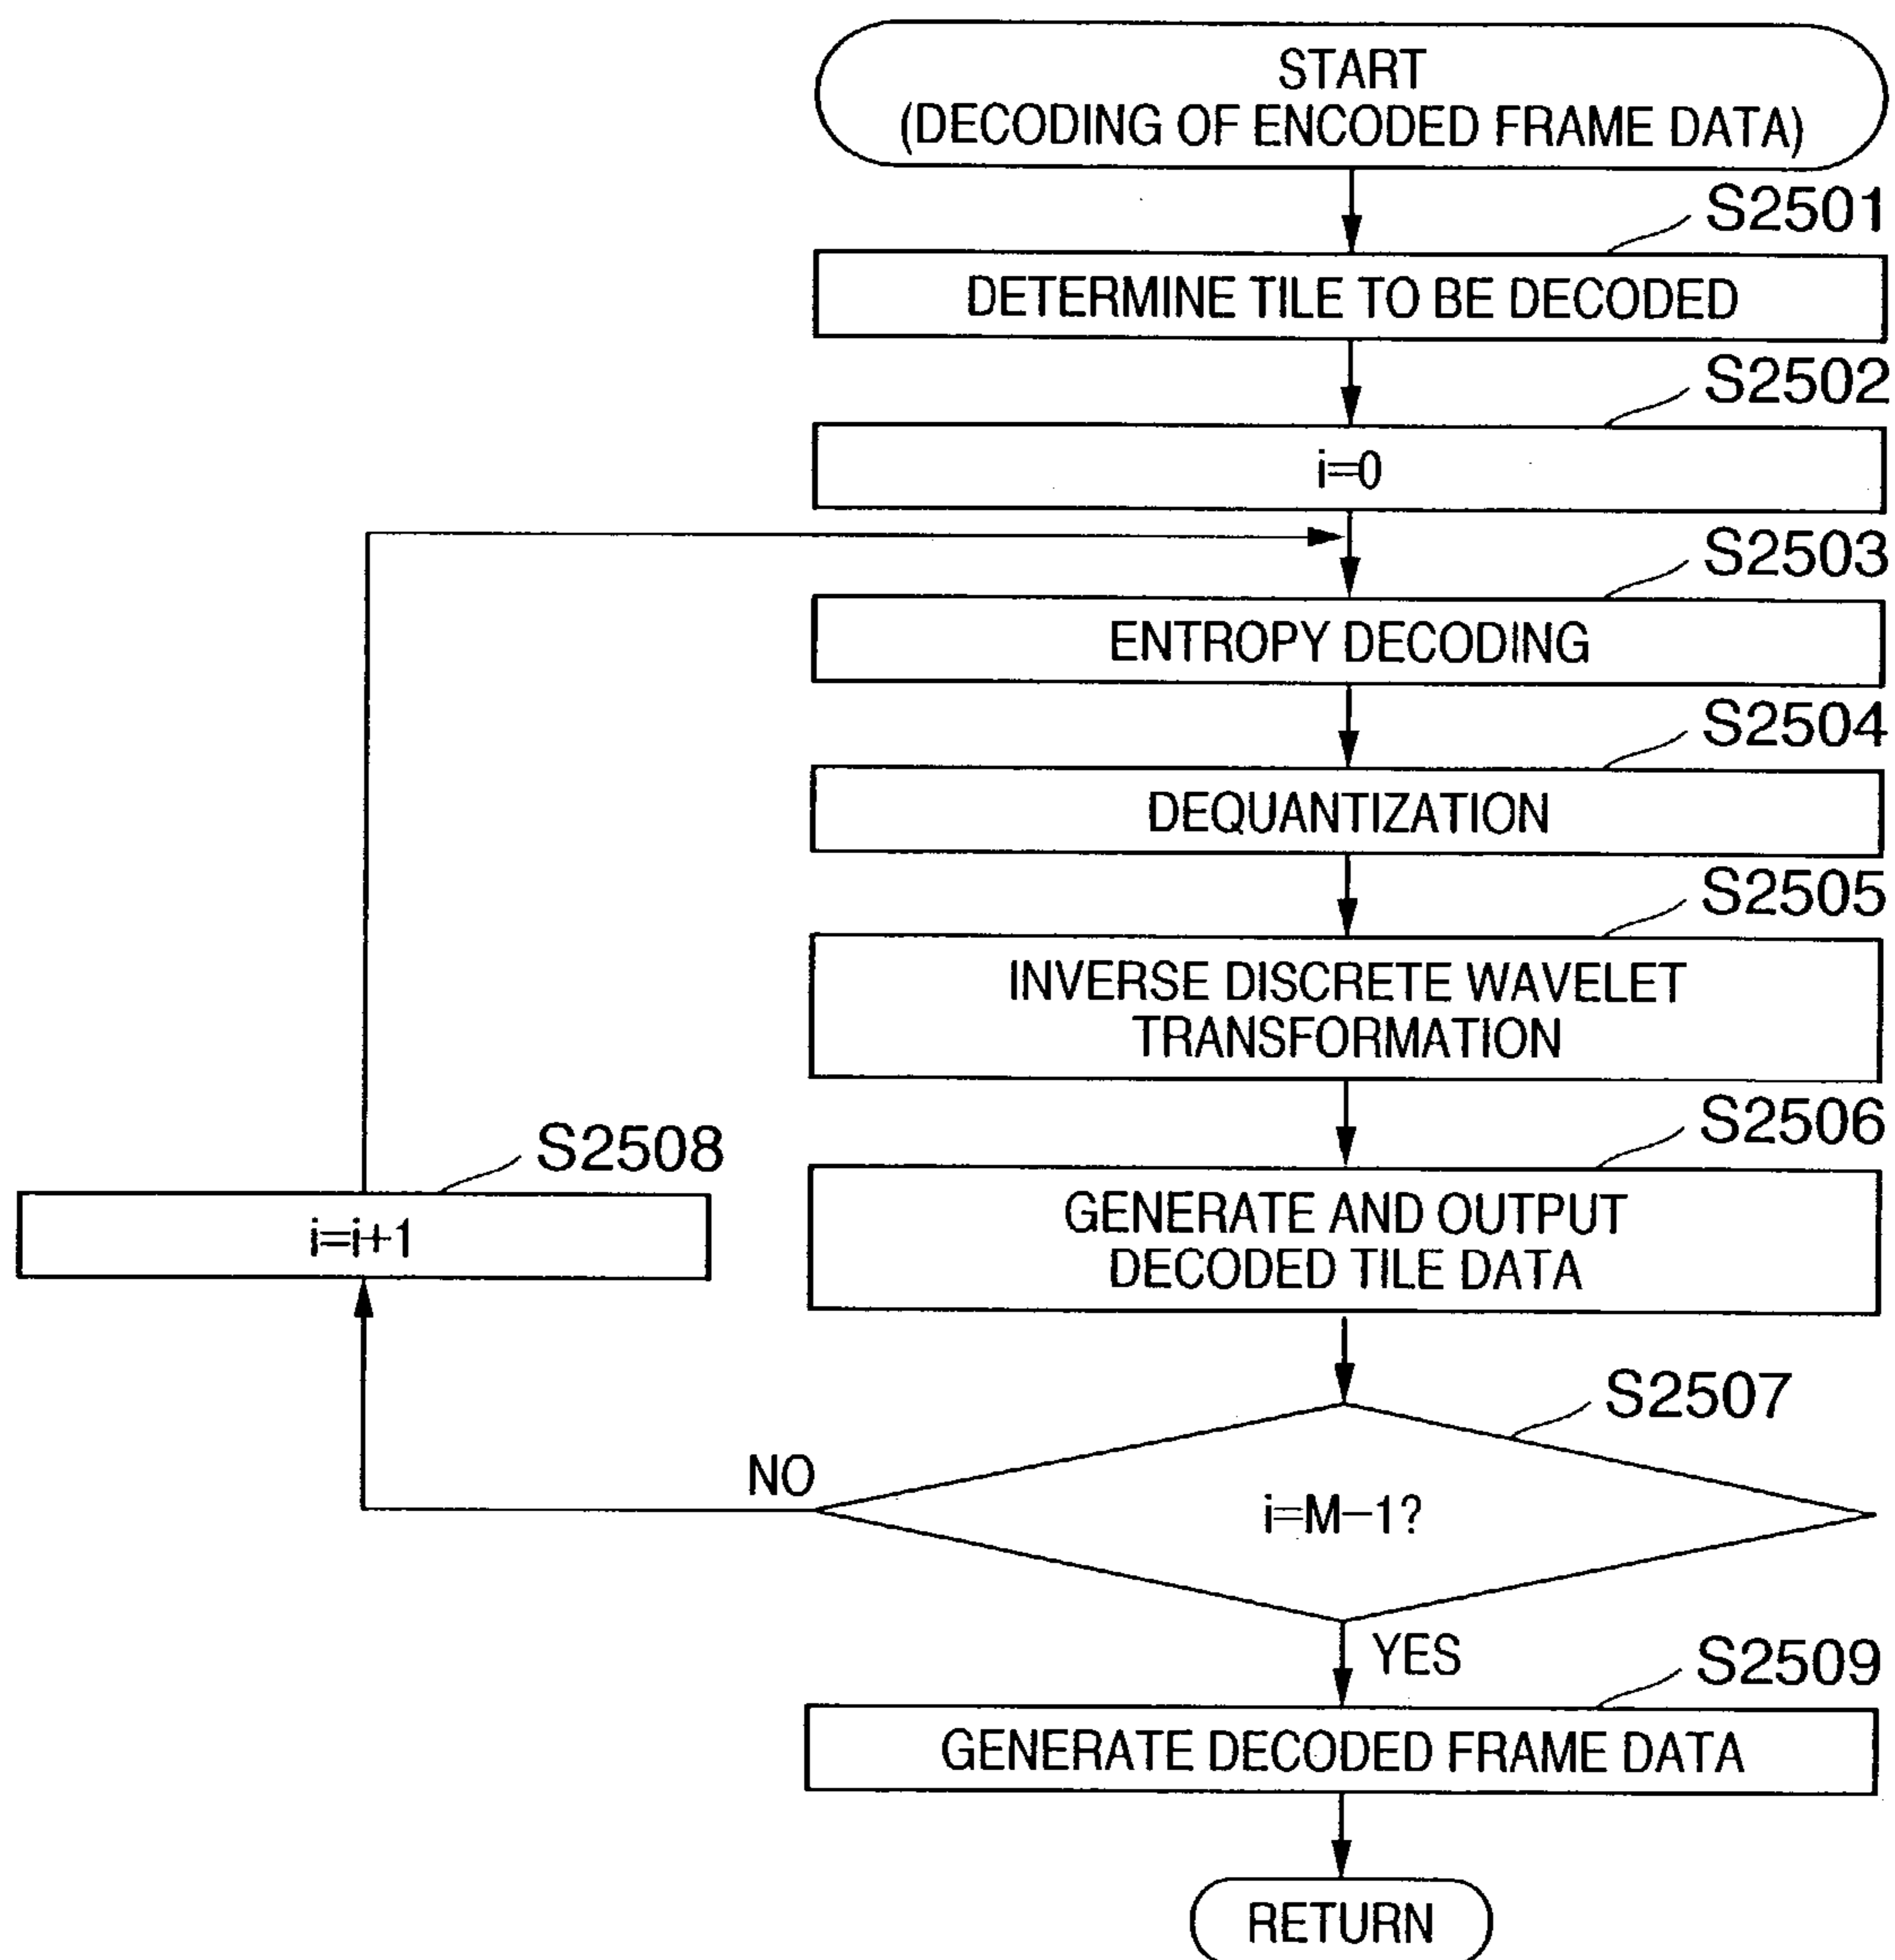 START
(DECODING OF ENCODED FRAME DATA)
S2501
DETERMINE TILE TO BE DECODED
S2502
i=0
S2503
ENTROPY DECODING
S2504
DEQUANTIZATION
S2505
INVERSE DISCRETE WAVELET
TRANSFORMATION
S2506
GENERATE AND OUTPUT
DECODED TILE DATA
S2508
i=i+1
S2507
NO
i=M-1?
YES
S2509
GENERATE DECODED FRAME DATA
RETURN